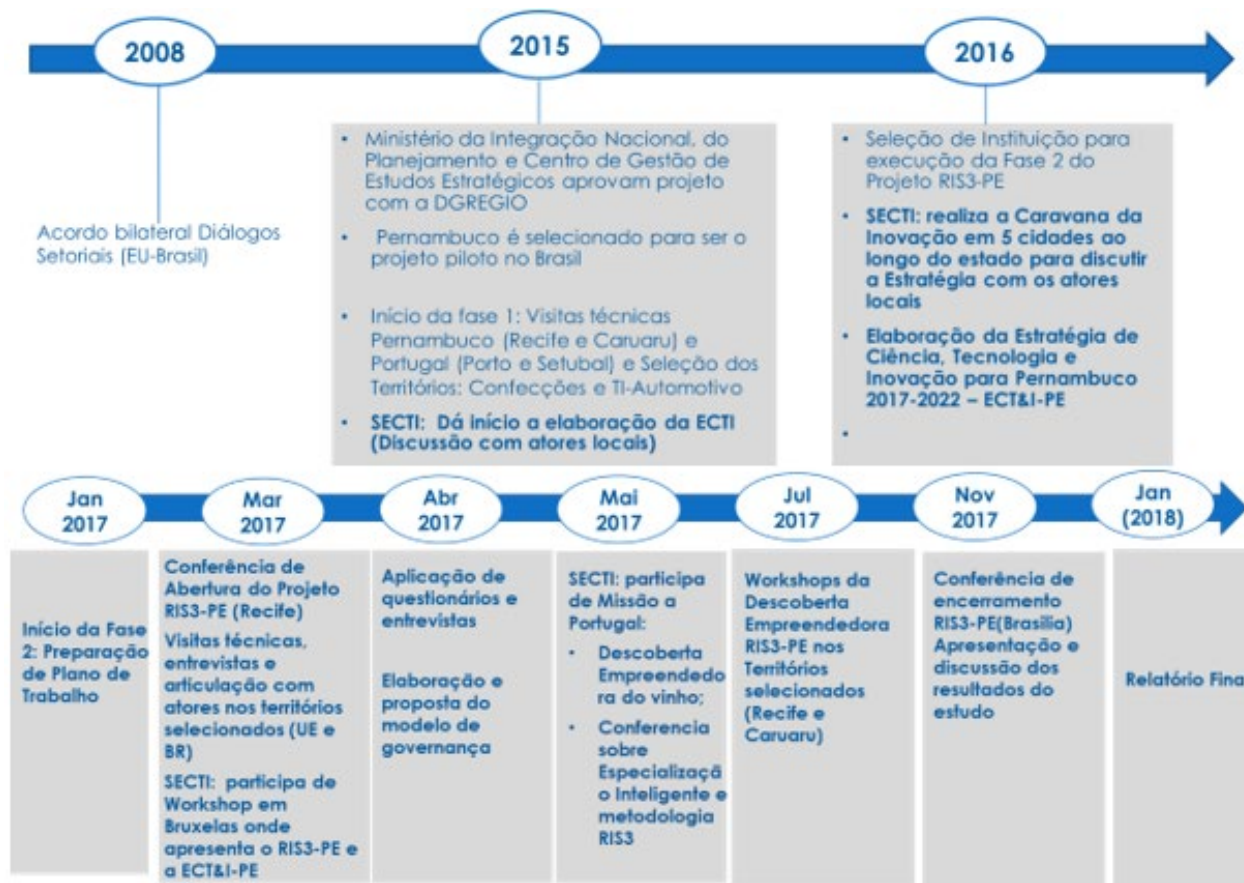 2008
2015
2016
Acordo bilateral Diálogos
Setoriais (EU-Brasil)
• Ministério da Integração Nacional, do
Planejamento e Centro de Gestão de
Estudos Estratégicos aprovam projeto
com a DGREGIO
• Pernambuco é selecionado para ser o
projeto piloto no Brasil
• Início da fase 1: Visitas técnicas
Pernambuco (Recife e Caruaru) e
Portugal (Porto e Setubal) e Seleção dos
Territórios: Confecções e TI-Automotivo
• SECTI: Dá início a elaboração da ECTI
(Discussão com atores locais)
• Seleção de Instituição para
execução da Fase 2 do
Projeto RIS3-PE
• SECTI: realiza a Caravana da
Inovação em 5 cidades ao
longo do estado para discutir
a Estratégia com os atores
locais
• Elaboração da Estratégia de
Ciência, Tecnologia e
Inovação para Pernambuco
2017-2022 – ECT&I-PE
•
Jan
2017
Mar
2017
Abr
2017
Mai
2017
Jul
2017
Nov
2017
Jan
(2018)
Início da Fase
2: Preparação
de Plano de
Trabalho
Conferência de
Abertura do Projeto
RIS3-PE (Recife)
Visitas técnicas,
entrevistas e
articulação com
atores nos territórios
selecionados (UE e
BR)
SECTI: participa de
Workshop em
Bruxelas onde
apresenta o RIS3-PE e
a ECT&I-PE
Aplicação de
questionários e
entrevistas
Elaboração e
proposta do
modelo de
governança
SECTI: participa
de Missão a
Portugal:
• Descoberta
Empreendedo
ra do vinho;
• Conferencia
sobre
Especializaçã
o Inteligente e
metodologia
RIS3
Workshops da
Descoberta
Empreendedora
RIS3-PE nos
Territórios
selecionados
(Recife e
Caruaru)
Conferência de
encerramento
RIS3-PE(Brasilia)
Apresentação e
discussão dos
resultados do
estudo
Relatório Fina